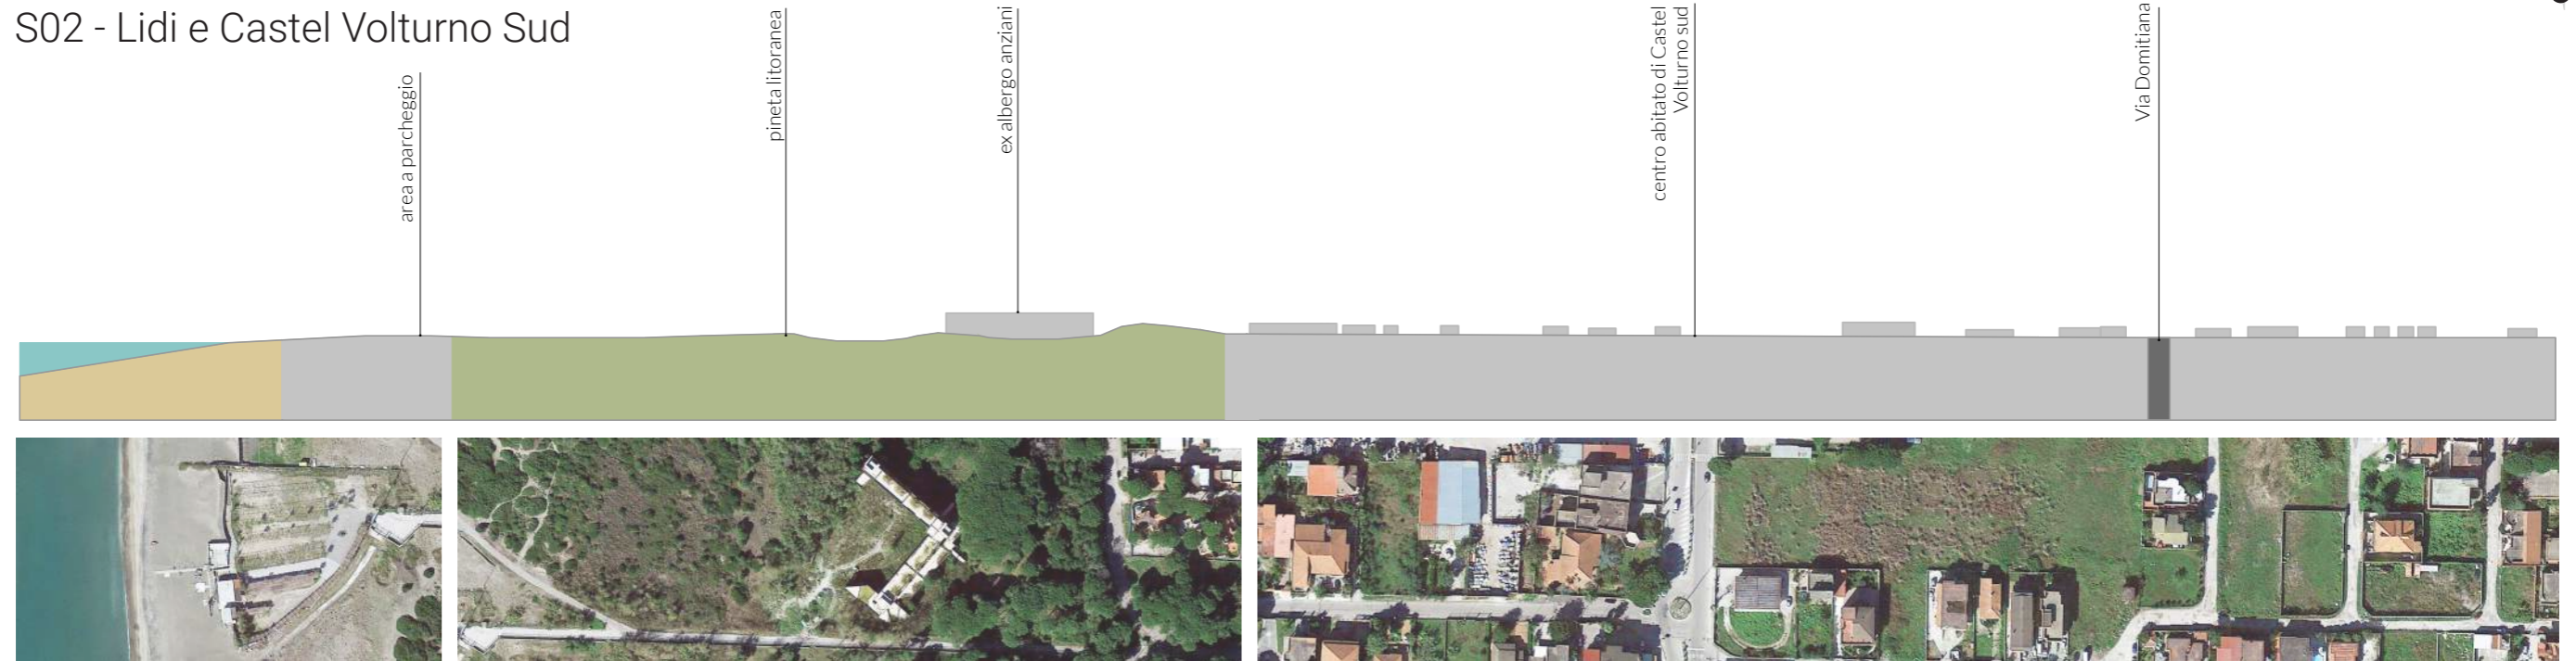 S02 - Lidi e Castel Volturno Sud
area a parcheggio
pineta litoranea
ex albergo anziani
centro abitato di Castel
Volturno sud
Via Domitiana